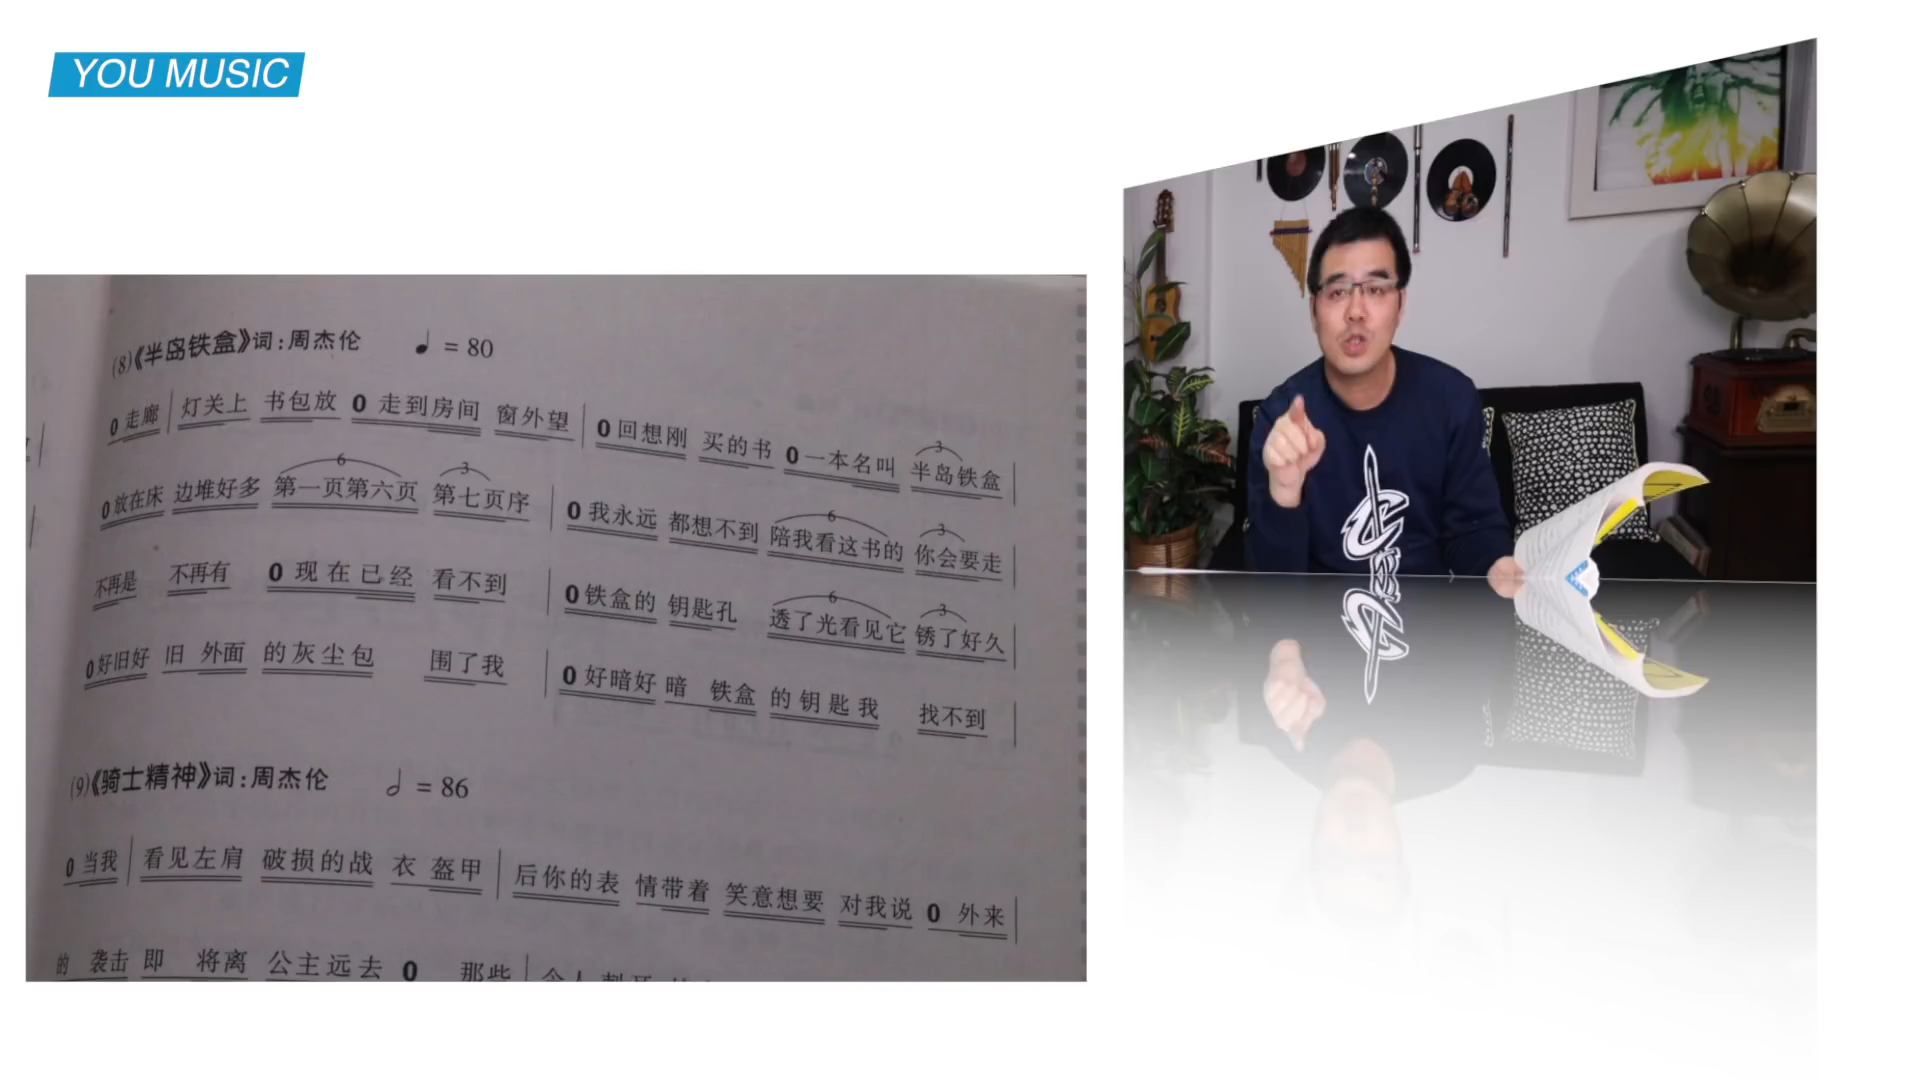 YOU MUSIC
(8)《半岛铁盒》词:周杰伦 ♩ = 80
0 走廊 | 灯关上 书包放 0 走到房间 窗外望 | 0 回想刚 买的书 0 一本名叫 半岛铁盒 |
0 放在床 边堆好多 第一页第六页 第七页序 | 0 我永远 都想不到 陪我看这书的 你会要走 |
不再是 不再有 0 现在已经 看不到 | 0 铁盒的 钥匙孔 透了光看见它 锈了好久 |
0 好旧好 旧 外面 的灰尘包 围了我 | 0 好暗好 暗 铁盒 的钥匙我 找不到 |
(9)《骑士精神》词:周杰伦 𝅗𝅥 = 86
0 当我 | 看见左肩 破损的战 衣 盔甲 | 后你的表 情带着 笑意想要 对我说 0 外来 |
的 袭击 即 将离 公主远去 0 那些 |